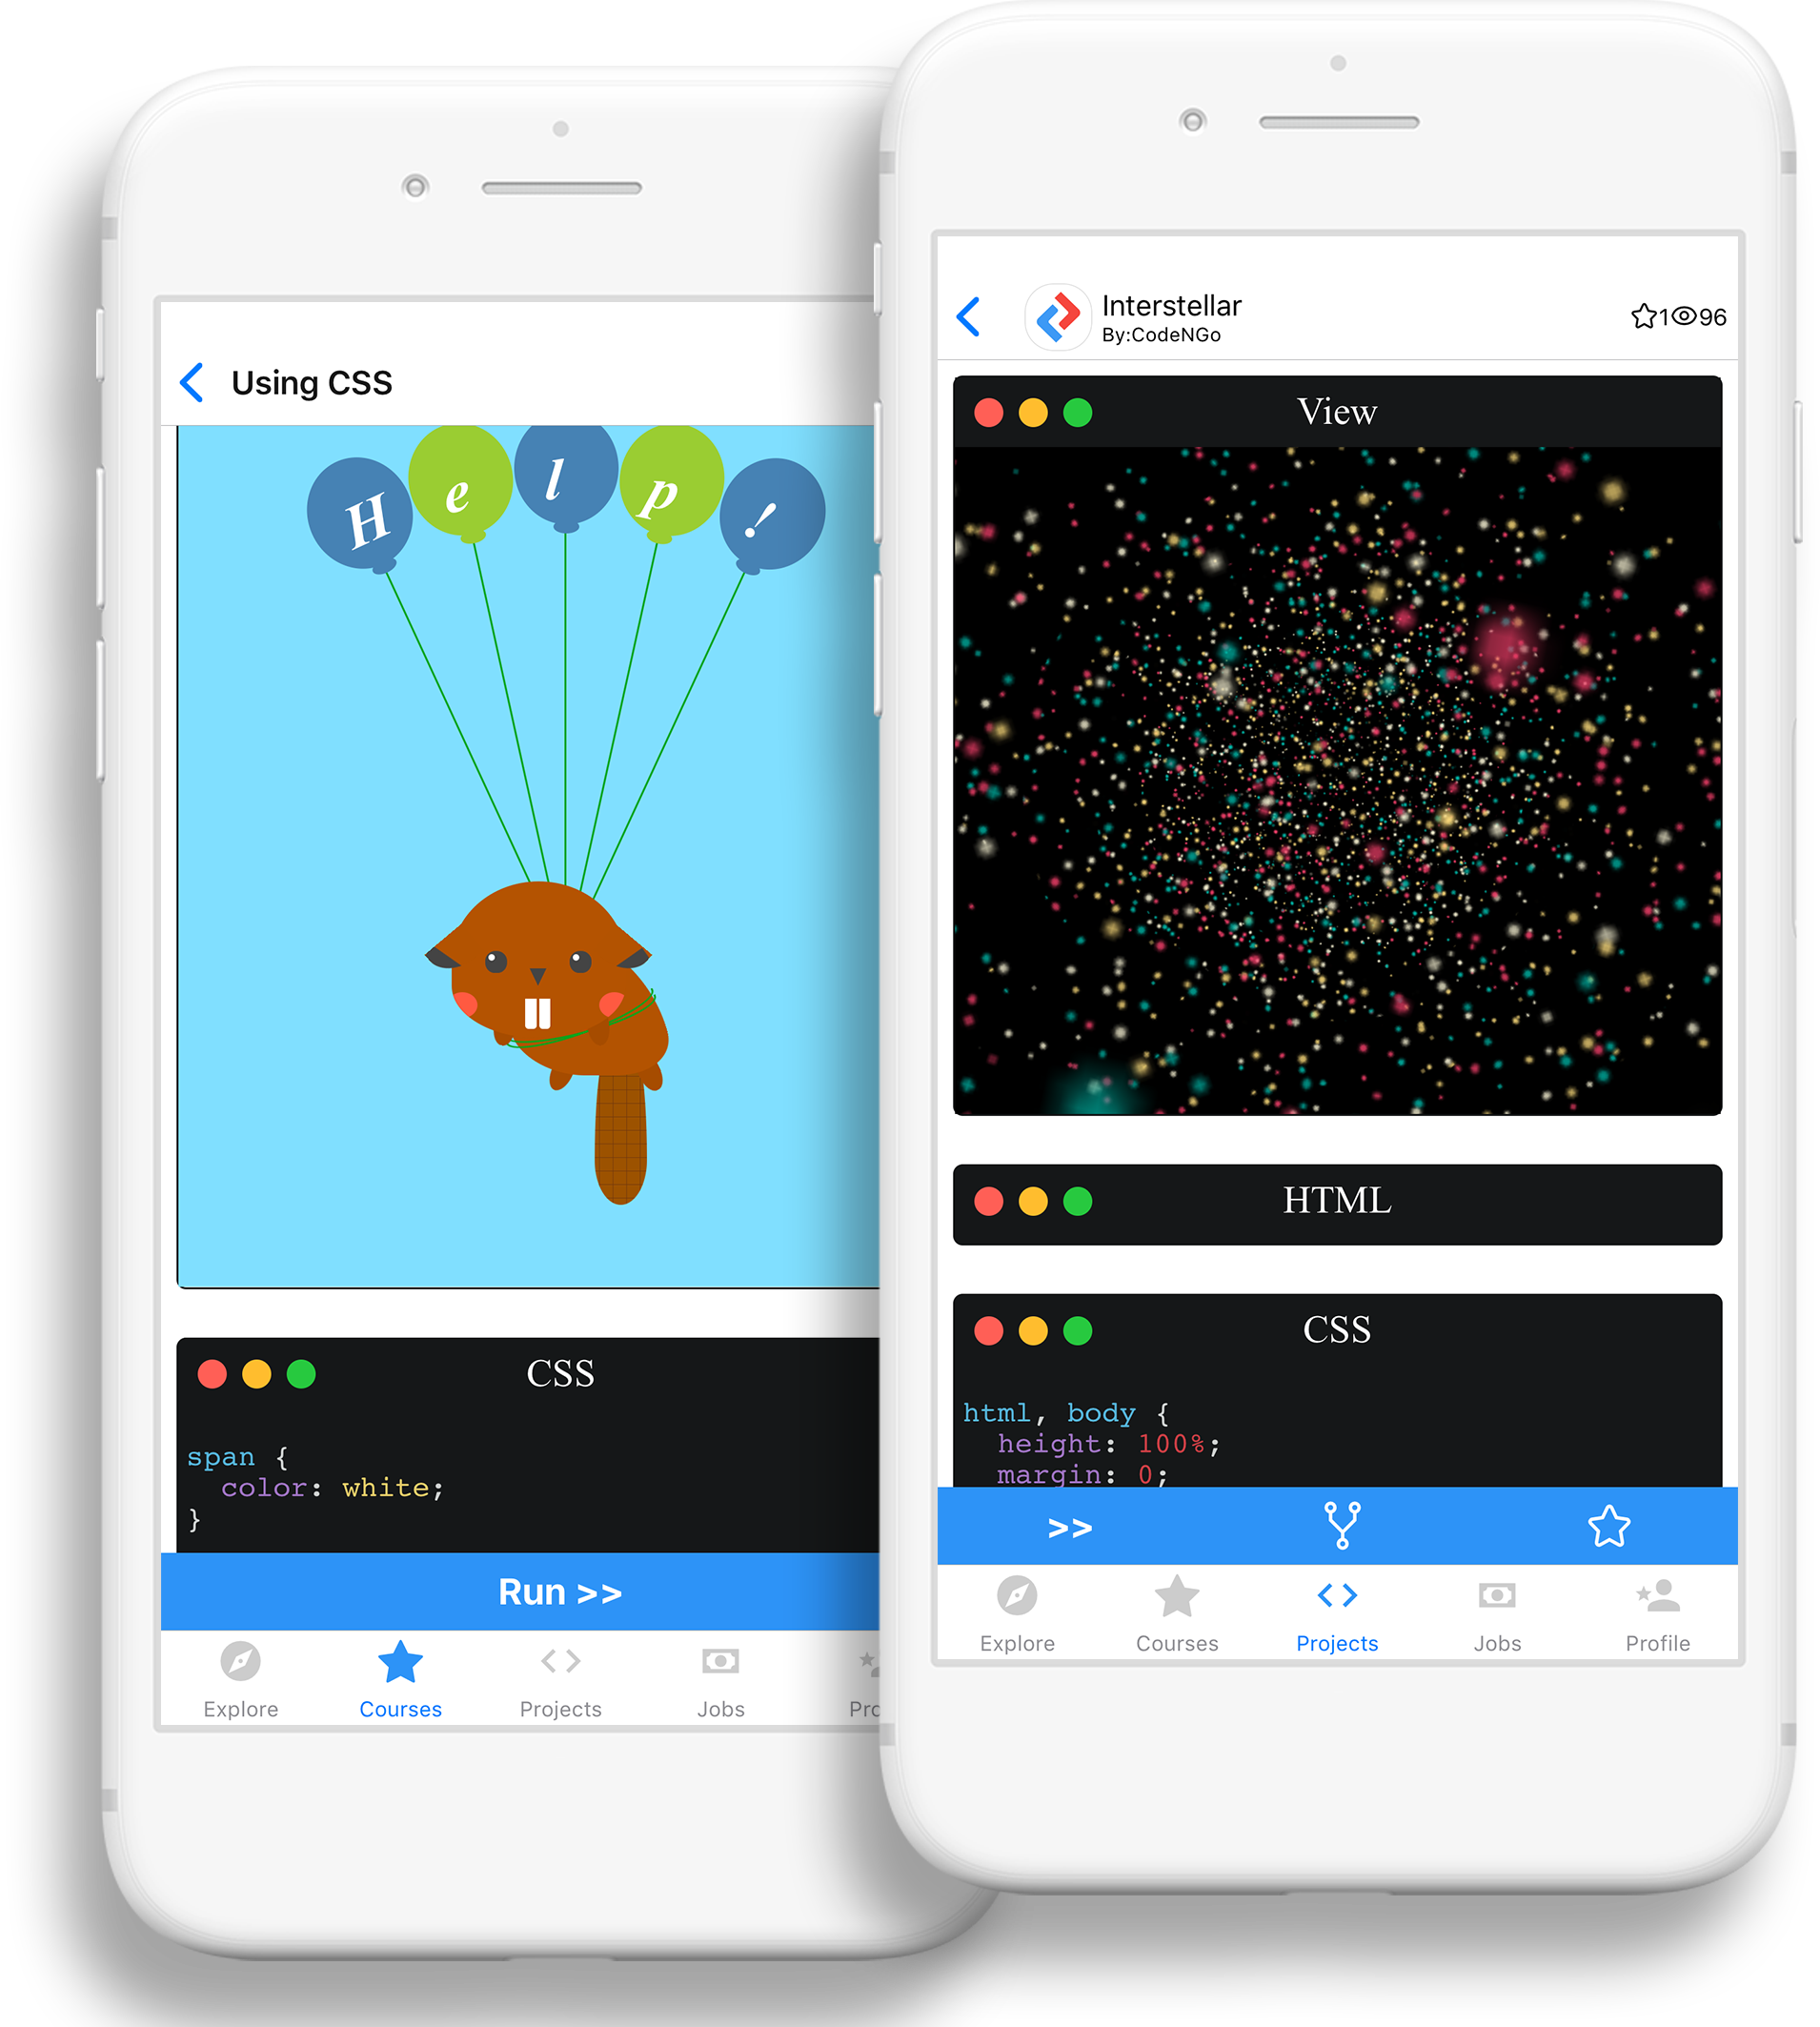 Using CSS
H e l p !
CSS
span {
color: white;
}
Run >>
Explore
Courses
Projects
Jobs
Interstellar
By:CodeNGo
1 96
View
HTML
CSS
html, body {
height: 100%;
margin: 0;
>>
Explore
Courses
Projects
Jobs
Profile